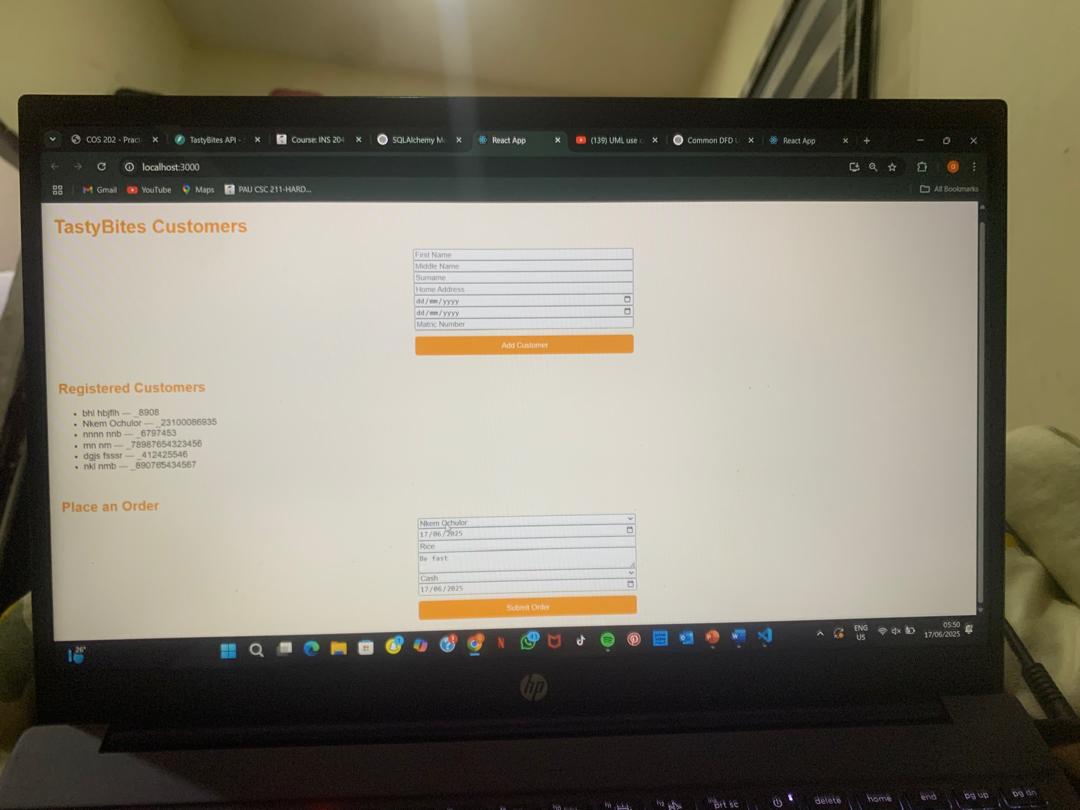 COS 202 - Prac
TastyBites API -
Course: INS 204
SQLAlchemy M
React App
(139) UML use c
Common DFD L
React App
localhost:3000
Gmail
YouTube
Maps
PAU CSC 211-HARD...
All Bookmarks
TastyBites Customers
First Name
Middle Name
Surname
Home Address
dd/mm/yyyy
dd/mm/yyyy
Matric Number
Add Customer
Registered Customers
bhl hbjflh — _8908
Nkem Ochulor — _23100086935
nnnn nnb — _6797453
mn nm — _78987654323456
dgjs fsssr — _412425546
nkl nmb — _890765434567
Place an Order
Nkem Ochulor
17/06/2025
Rice
Be fast
Cash
17/06/2025
Submit Order
26°
ENG
US
05:50
17/06/2025
hp
prt sc
delete
home
end
pg up
pg dn